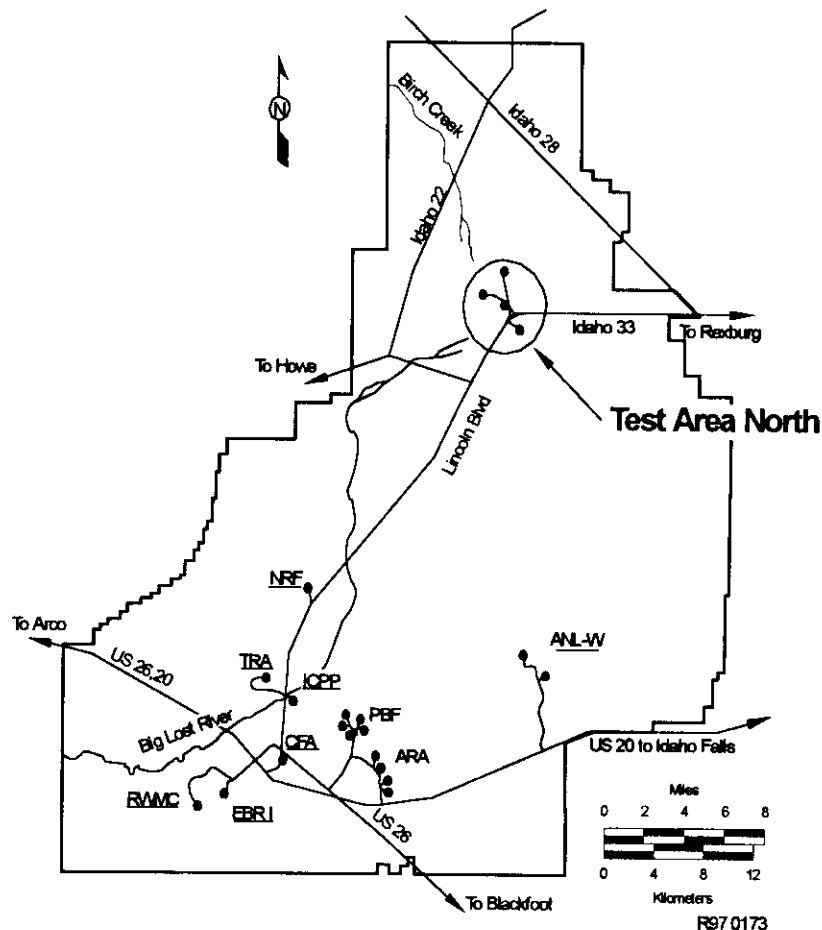 N
Birch Creek
Idaho 28
Idaho 22
Idaho 33
To Rexburg
To Howe
Test Area North
Lincoln Blvd
NRF
To Arco
US 26,20
TRA
ICPP
ANL-W
Big Lost River
PBF
CFA
ARA
US 20 to Idaho Falls
RWMC
EBR I
US 26
To Blackfoot
Miles
0 2 4 6 8
0 4 8 12
Kilometers
R97 0173